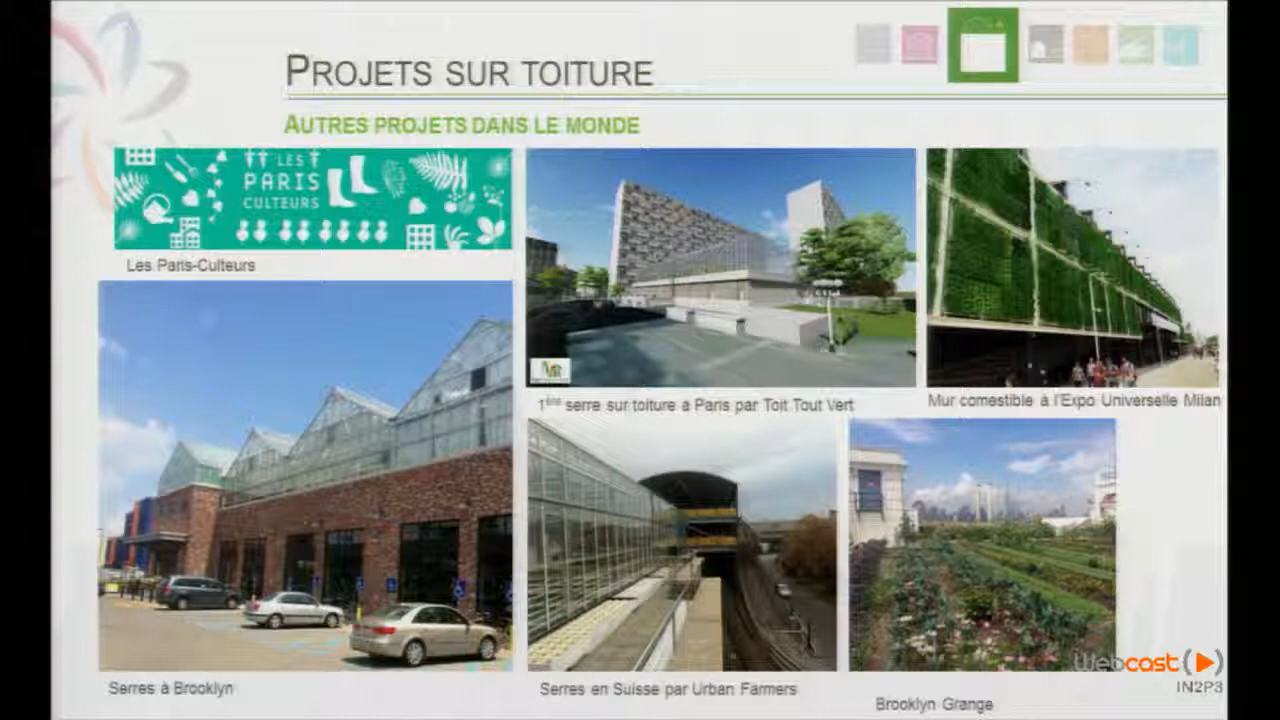 PROJETS SUR TOITURE
AUTRES PROJETS DANS LE MONDE
LES
PARIS
CULTEURS
Les Paris-Culteurs
1ère serre sur toiture a Paris par Toit Tout Vert
Mur comestible à l'Expo Universelle Milan
Serres à Brooklyn
Serres en Suisse par Urban Farmers
Brooklyn Grange
webcast
IN2P3